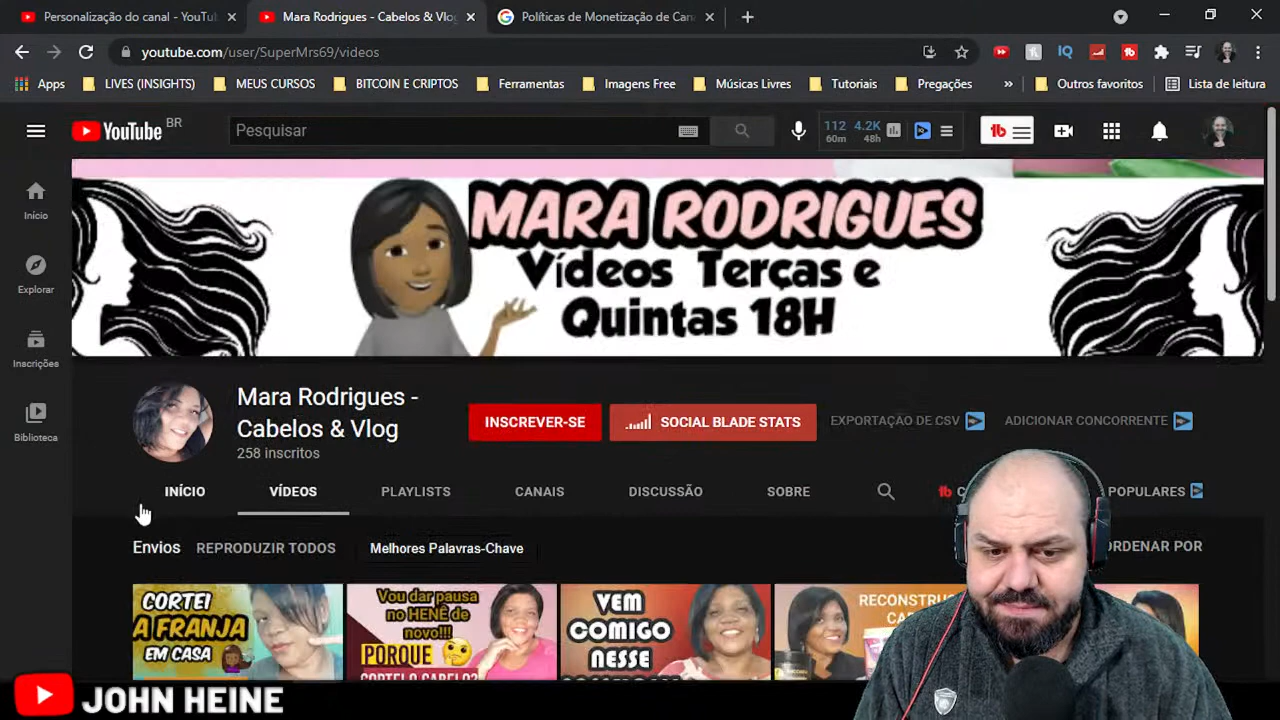 Personalização do canal - YouTu
Mara Rodrigues - Cabelos & Vlog
Políticas de Monetização de Can
youtube.com/user/SuperMrs69/videos
Apps
LIVES (INSIGHTS)
MEUS CURSOS
BITCOIN E CRIPTOS
Ferramentas
Imagens Free
Músicas Livres
Tutoriais
Pregações
»
Outros favoritos
Lista de leitura
YouTube BR
Pesquisar
112
60m
4.2K
48h
tb
MARA RODRIGUES
Vídeos Terças e
Quintas 18H
Início
Explorar
Inscrições
Biblioteca
Mara Rodrigues -
Cabelos & Vlog
258 inscritos
INSCREVER-SE
SOCIAL BLADE STATS
EXPORTAÇÃO DE CSV
ADICIONAR CONCORRENTE
INÍCIO
VÍDEOS
PLAYLISTS
CANAIS
DISCUSSÃO
SOBRE
tb
POPULARES
Envios
REPRODUZIR TODOS
Melhores Palavras-Chave
ORDENAR POR
CORTEI
A FRANJA
EM CASA
Vou dar pausa
no HENÊ de
novo!!!
PORQUE
CORTEI O CABELO?
VEM
COMIGO
NESSE
JOHN HEINE